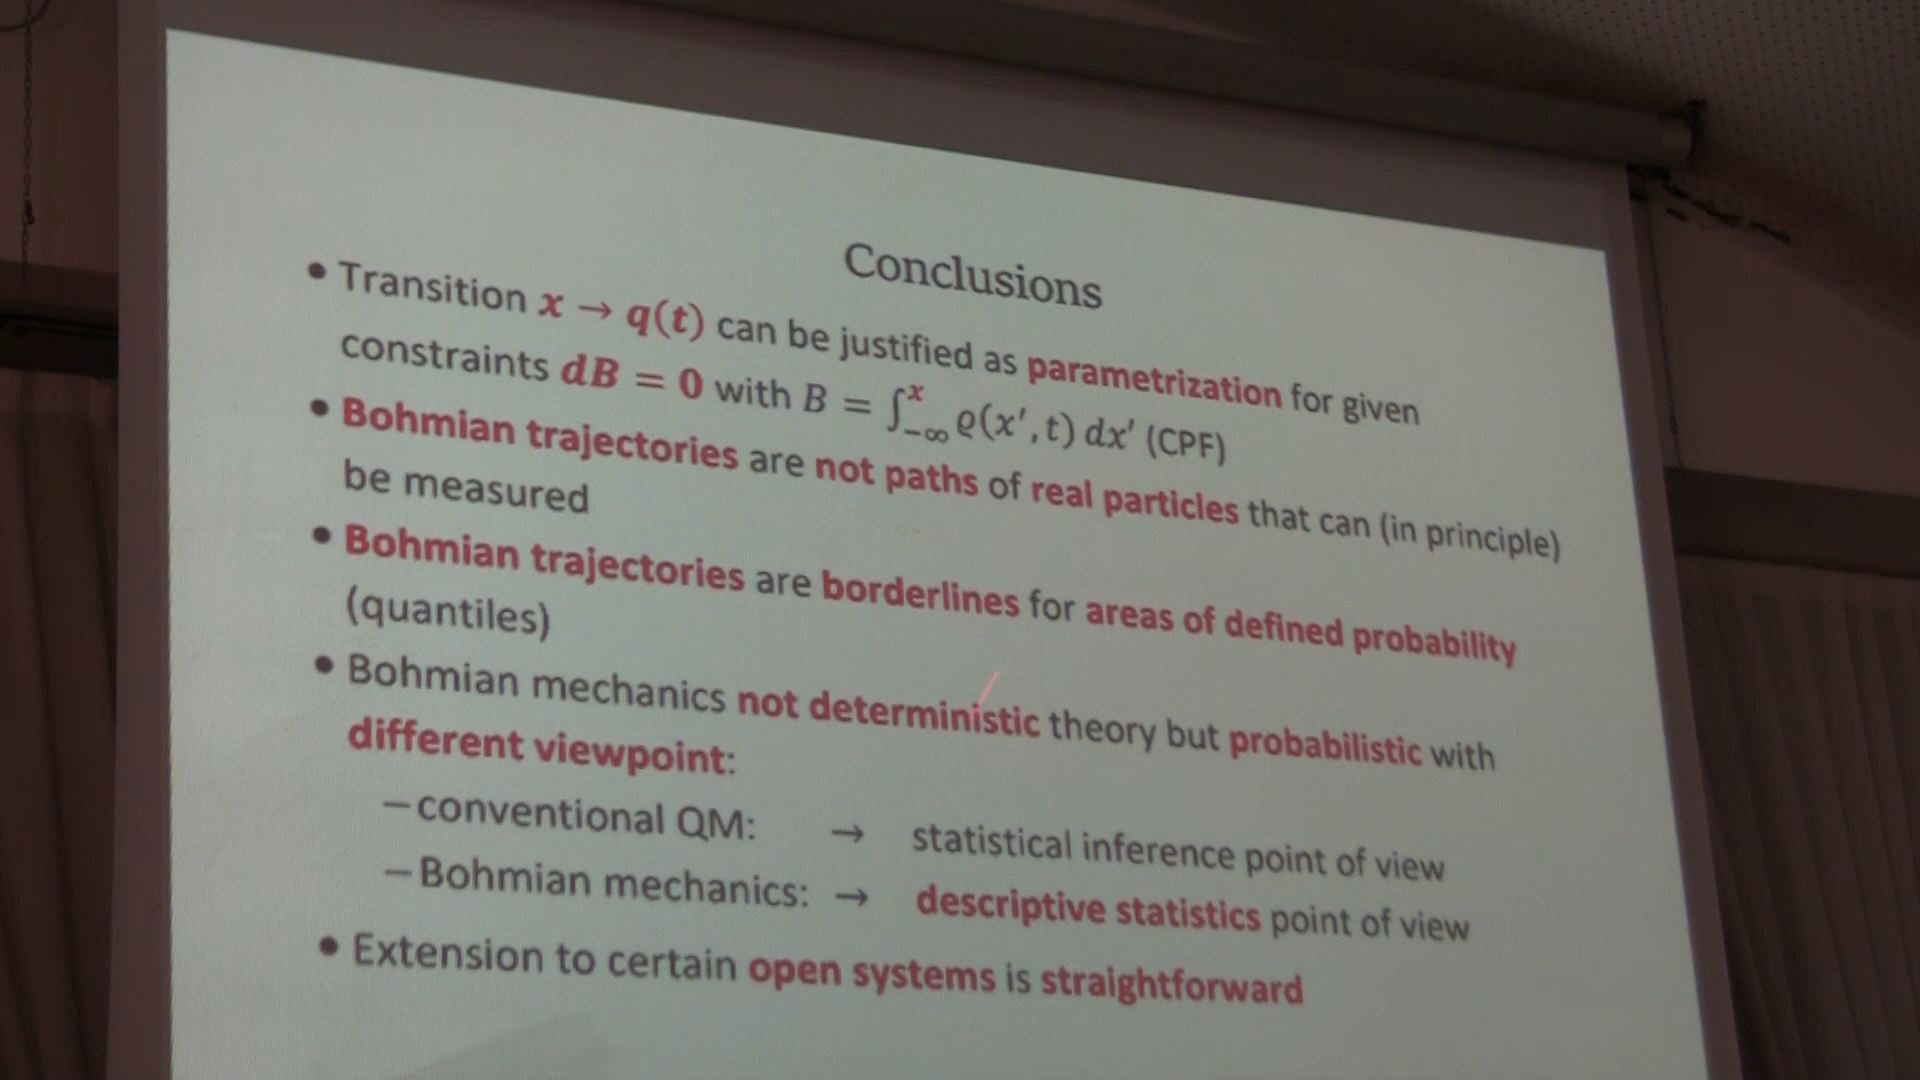 Conclusions
• Transition x → q(t) can be justified as parametrization for given
constraints dB = 0 with B = ∫₋∞ˣ ϱ(x′, t) dx′ (CPF)
• Bohmian trajectories are not paths of real particles that can (in principle)
be measured
• Bohmian trajectories are borderlines for areas of defined probability
(quantiles)
• Bohmian mechanics not deterministic theory but probabilistic with
different viewpoint:
– conventional QM: → statistical inference point of view
– Bohmian mechanics: → descriptive statistics point of view
• Extension to certain open systems is straightforward